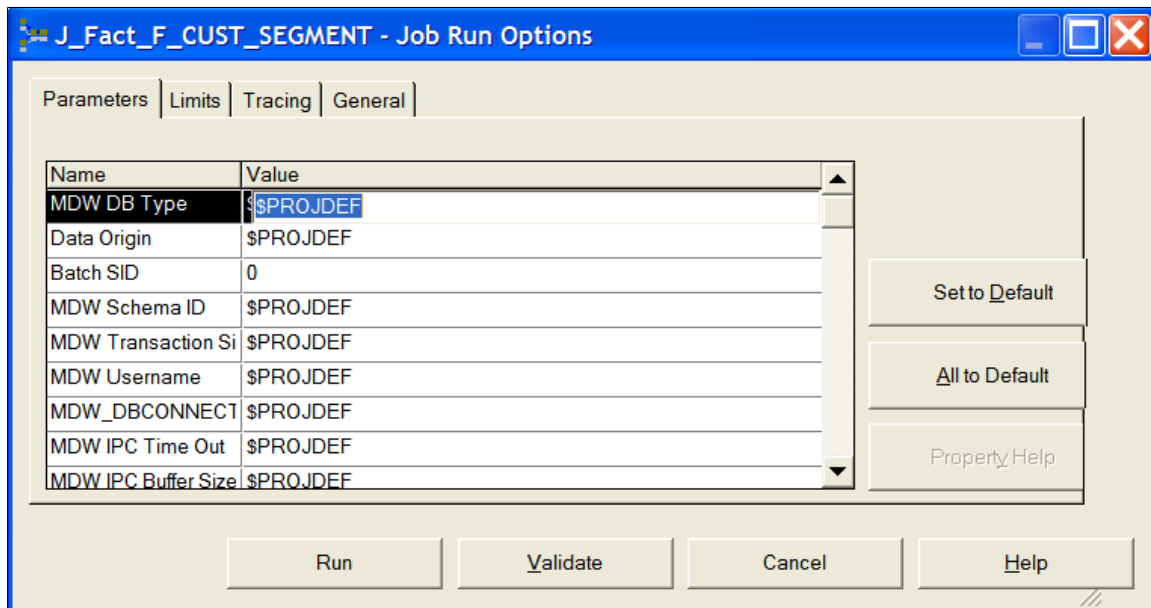 J_Fact_F_CUST_SEGMENT - Job Run Options
Parameters Limits Tracing General
Name Value
MDW DB Type $PROJDEF
Data Origin $PROJDEF
Batch SID 0
MDW Schema ID $PROJDEF
MDW Transaction Si $PROJDEF
MDW Username $PROJDEF
MDW_DBCONNECT $PROJDEF
MDW IPC Time Out $PROJDEF
MDW IPC Buffer Size $PROJDEF
Set to Default
All to Default
Property Help
Run Validate Cancel Help